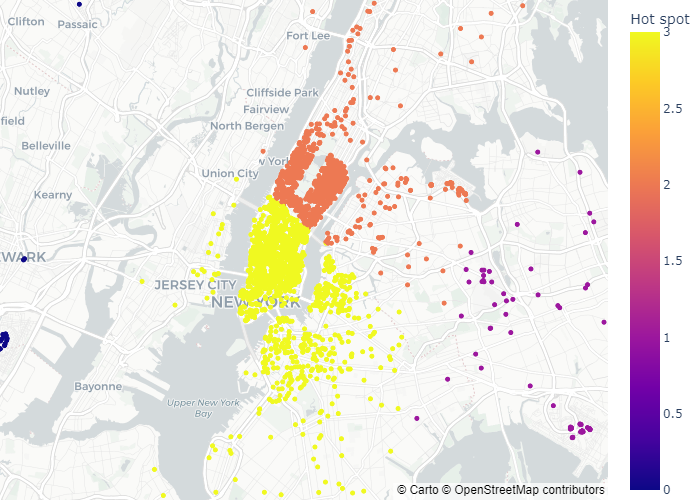 Hot spot
Clifton
Passaic
Fort Lee
Nutley
Cliffside Park
Fairview
North Bergen
Belleville
Union City
Kearny
JERSEY CITY
NEW YORK
Bayonne
Upper New York
Bay
3
2.5
2
1.5
1
0.5
0
© Carto © OpenStreetMap contributors